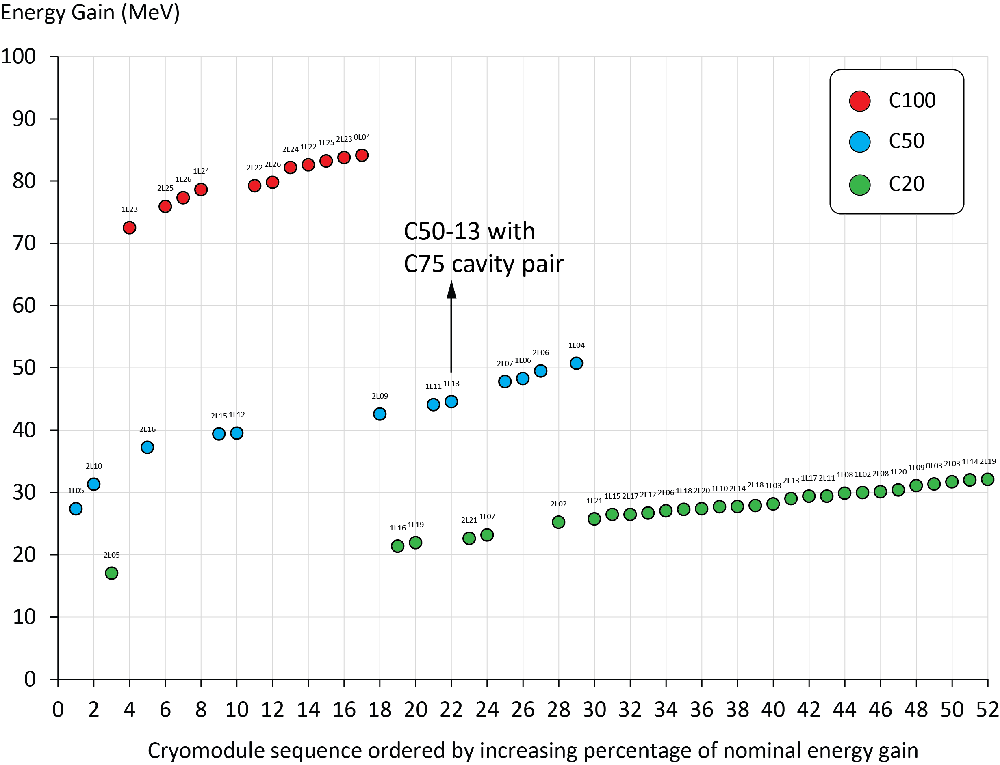 Energy Gain (MeV)
100
90
80
70
60
50
40
30
20
10
0
C100
C50
C20
1L23
2L25
1L26
1L24
2L22
2L26
2L24
1L22
1L25
2L23
0L04
C50-13 with
C75 cavity pair
1L05
2L10
2L16
2L15
1L12
2L09
1L11
1L13
2L07
1L06
2L06
1L04
2L05
1L16
1L19
2L21
1L07
2L02
1L21
1L15
2L17
2L12
2L06
1L18
2L20
1L10
2L14
2L18
1L03
2L13
1L17
2L11
1L08
1L02
2L08
1L20
1L09
0L03
2L03
1L14
2L19
0 2 4 6 8 10 12 14 16 18 20 22 24 26 28 30 32 34 36 38 40 42 44 46 48 50 52
Cryomodule sequence ordered by increasing percentage of nominal energy gain